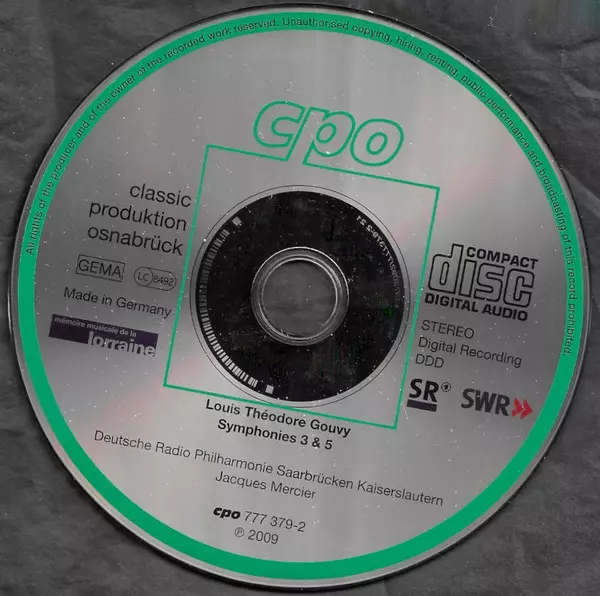 All rights of the producer and of the owner of the recorded work reserved. Unauthorised copying, hiring, renting, public performance and broadcasting of this record prohibited.
cpo
classic
produktion
osnabrück
GEMA LC 8492
Made in Germany
mémoire musicale de la
lorraine
COMPACT
disc
DIGITAL AUDIO
STEREO
Digital Recording
DDD
SR SWR
Louis Théodore Gouvy
Symphonies 3 & 5
Deutsche Radio Philharmonie Saarbrücken Kaiserslautern
Jacques Mercier
cpo 777 379-2
℗ 2009